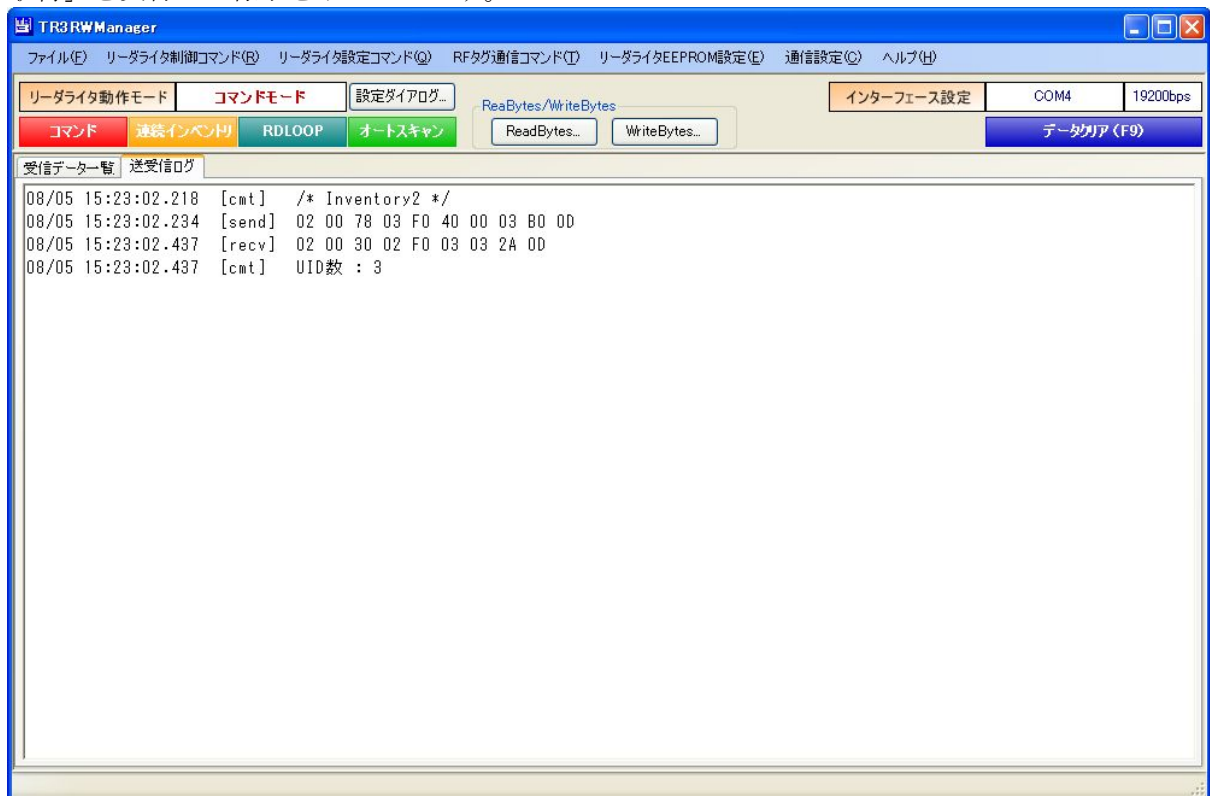 TR3RWManager
ファイル(F) リーダライタ制御コマンド(R) リーダライタ設定コマンド(Q) RFタグ通信コマンド(T) リーダライタEEPROM設定(E) 通信設定(C) ヘルプ(H)
リーダライタ動作モード コマンドモード 設定ダイアログ... ReaBytes/WriteBytes インターフェース設定 COM4 19200bps
コマンド 連続インベントリ RDLOOP オートスキャン ReadBytes... WriteBytes... データクリア(F9)
受信データ一覧 送受信ログ
08/05 15:23:02.218 [cmt] /* Inventory2 */
08/05 15:23:02.234 [send] 02 00 78 03 F0 40 00 03 B0 0D
08/05 15:23:02.437 [recv] 02 00 30 02 F0 03 03 2A 0D
08/05 15:23:02.437 [cmt] UID数 : 3